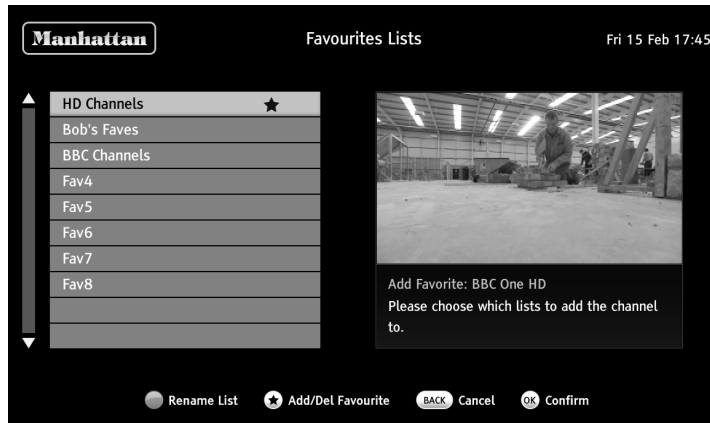 Manhattan
Favourites Lists
Fri 15 Feb 17:45
HD Channels
Bob's Faves
BBC Channels
Fav4
Fav5
Fav6
Fav7
Fav8
Add Favorite: BBC One HD
Please choose which lists to add the channel
to.
Rename List
Add/Del Favourite
BACK Cancel
OK Confirm